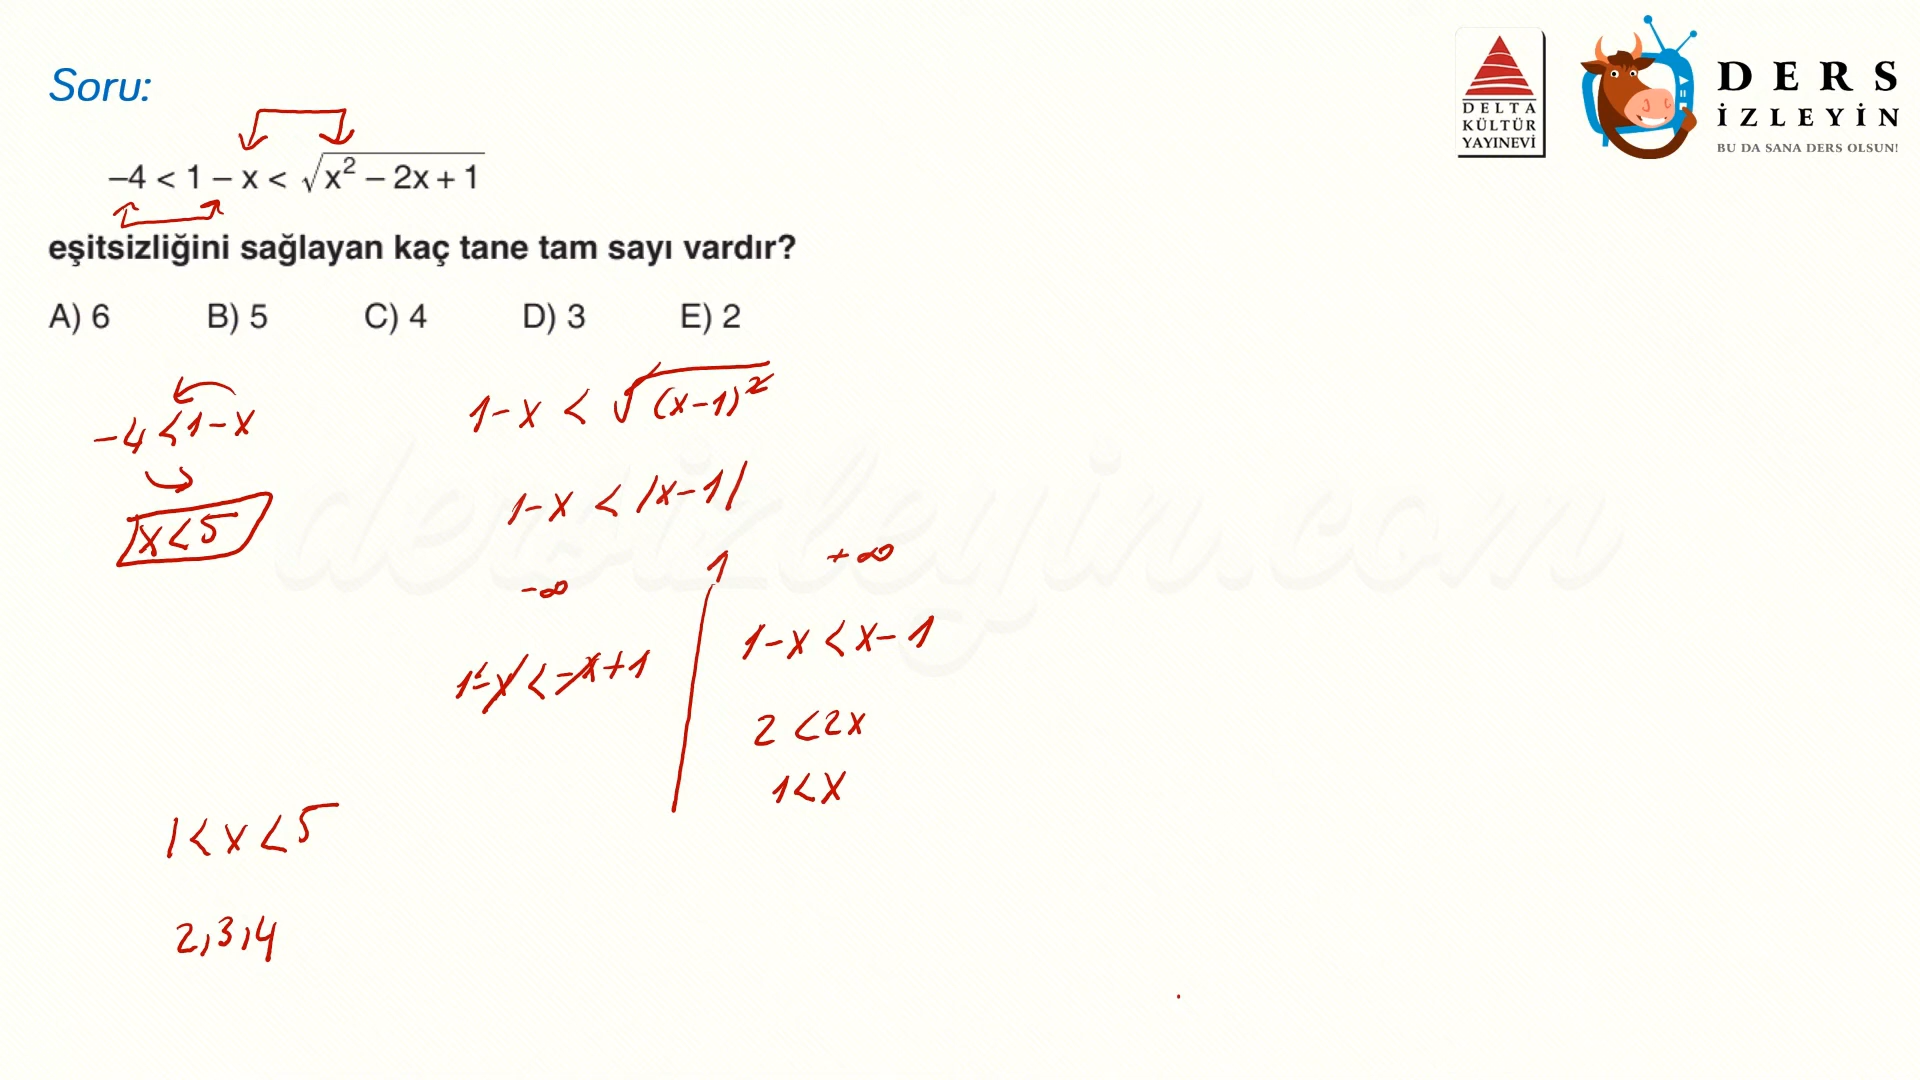 Soru:
DELTA
KÜLTÜR
YAYINEVİ
DERS
İZLEYİN
BU DA SANA DERS OLSUN!
−4 < 1 − x < √(x² − 2x + 1)
eşitsizliğini sağlayan kaç tane tam sayı vardır?
A) 6 B) 5 C) 4 D) 3 E) 2
−4 < 1 − x
x < 5
1 − x < √(x−1)²
1 − x < |x−1|
−∞ 1 +∞
1 − x < −x + 1
1 − x < x − 1
2 < 2x
1 < x
1 < x < 5
2, 3, 4
dersizleyin.com